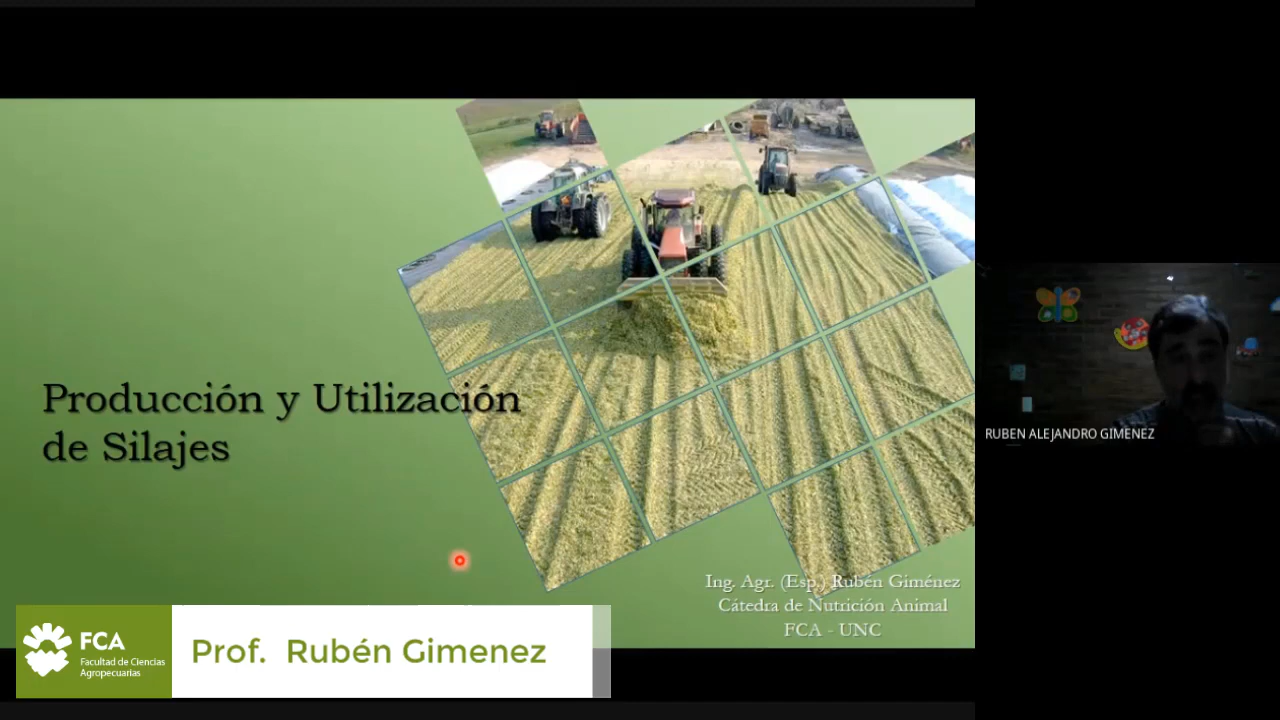 Producción y Utilización
de Silajes
Ing. Agr. (Esp.) Rubén Giménez
Cátedra de Nutrición Animal
FCA - UNC
RUBEN ALEJANDRO GIMENEZ
FCA
Facultad de Ciencias
Agropecuarias
Prof. Rubén Gimenez